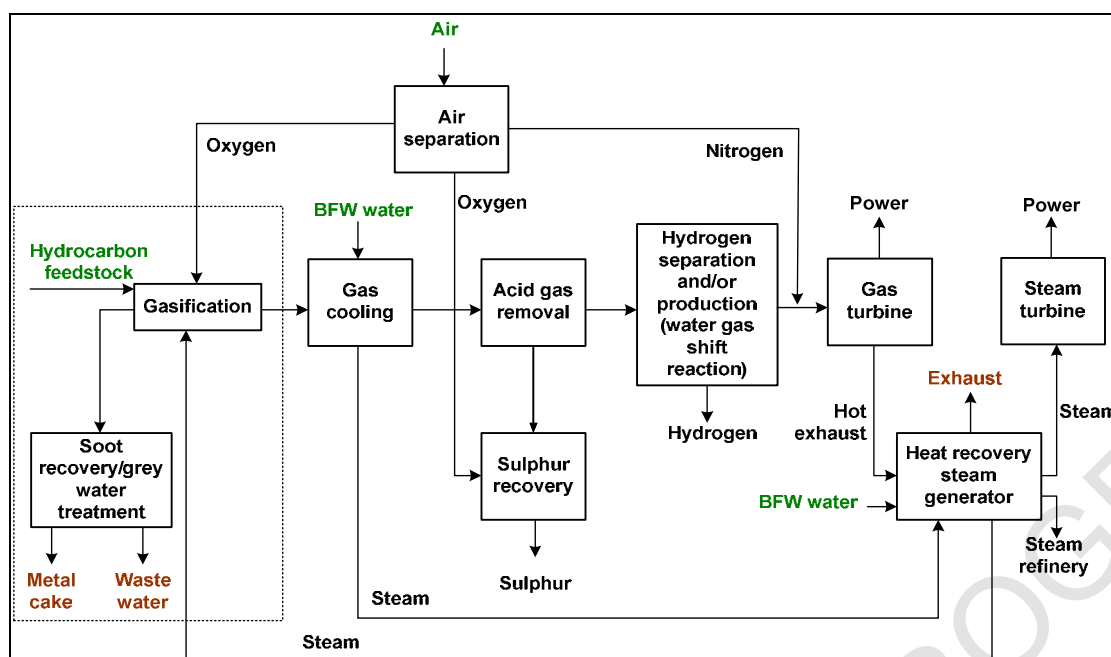 Air
Air
separation
Oxygen
Nitrogen
Oxygen
BFW water
Power
Power
Hydrocarbon
feedstock
Gasification
Gas
cooling
Acid gas
removal
Hydrogen
separation
and/or
production
(water gas
shift
reaction)
Gas
turbine
Steam
turbine
Exhaust
Hot
exhaust
Steam
Hydrogen
Soot
recovery/grey
water
treatment
Sulphur
recovery
Heat recovery
steam
generator
BFW water
Steam
refinery
Metal
cake
Waste
water
Sulphur
Steam
Steam